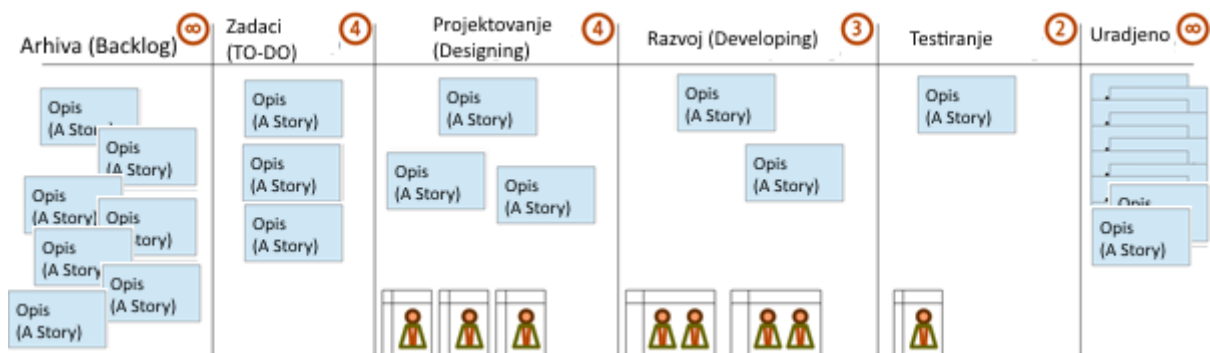 Arhiva (Backlog)
∞
Zadaci
(TO-DO)
4
Projektovanje
(Designing)
4
Razvoj (Developing)
3
Testiranje
2
Uradjeno
∞
Opis
(A Story)
Opis
(A Story)
Opis
(A Story)
Opis
(A Story)
Opis
(A Story)
Opis
(A Story)
Opis
(A Story)
Opis
(A Story)
Opis
(A Story)
Opis
(A Story)
Opis
(A Story)
Opis
(A Story)
Opis
(A Story)
Opis
(A Story)
Opis
(A Story)
Opis
(A Story)
Opis
Opis
(A Story)